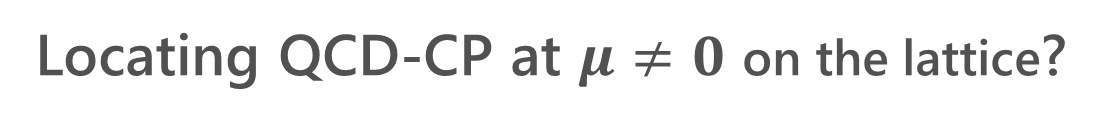 Locating QCD-CP at μ ≠ 0 on the lattice?